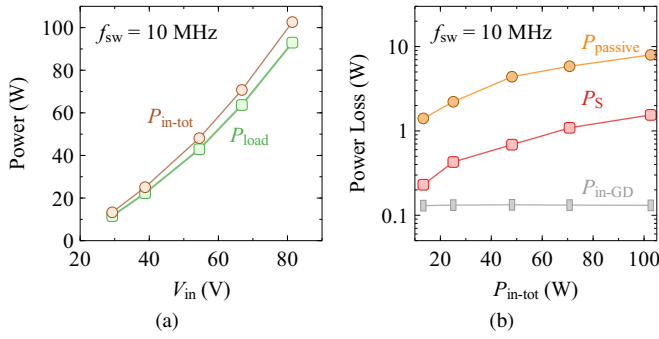 f_sw = 10 MHz
P_in-tot
P_load
Power (W)
100
80
60
40
20
0
20 40 60 80
V_in (V)
(a)
f_sw = 10 MHz
P_passive
P_S
P_in-GD
Power Loss (W)
10
1
0.1
20 40 60 80 100
P_in-tot (W)
(b)